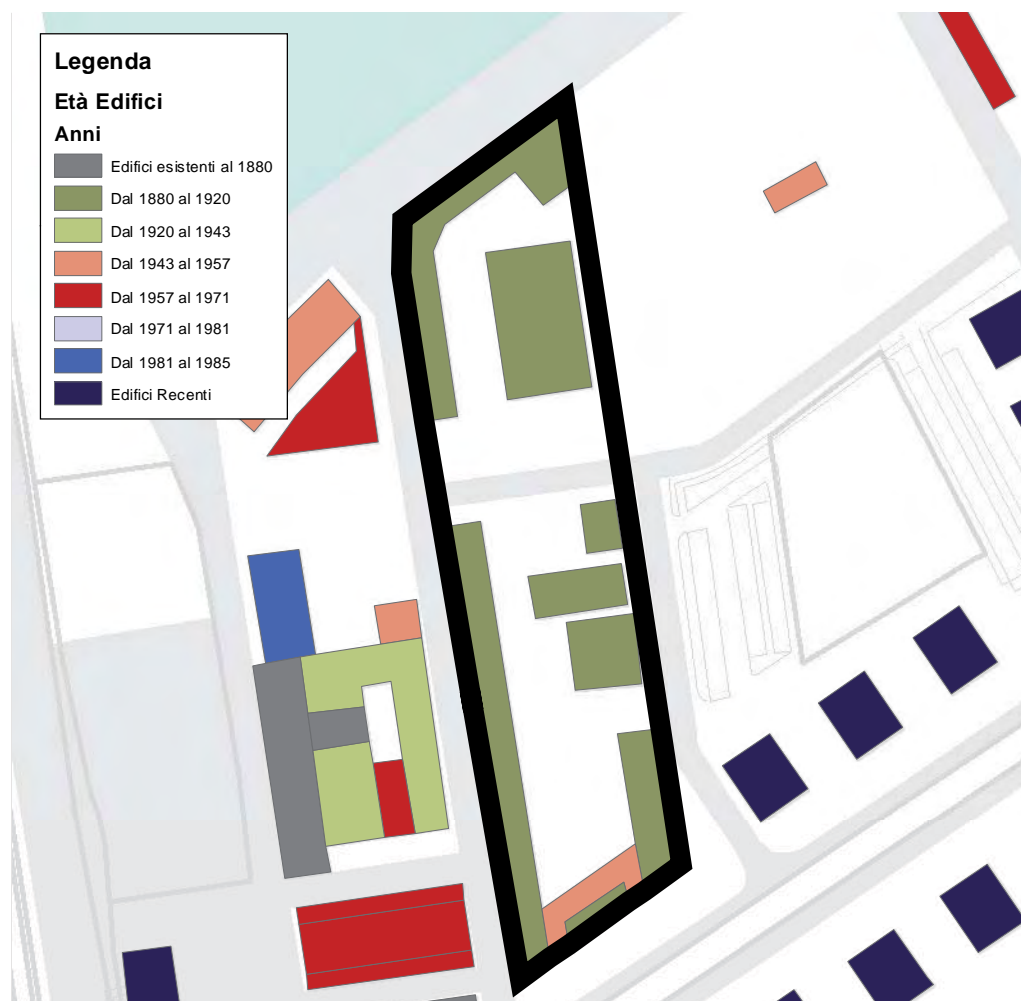 Legenda
Età Edifici
Anni
Edifici esistenti al 1880
Dal 1880 al 1920
Dal 1920 al 1943
Dal 1943 al 1957
Dal 1957 al 1971
Dal 1971 al 1981
Dal 1981 al 1985
Edifici Recenti